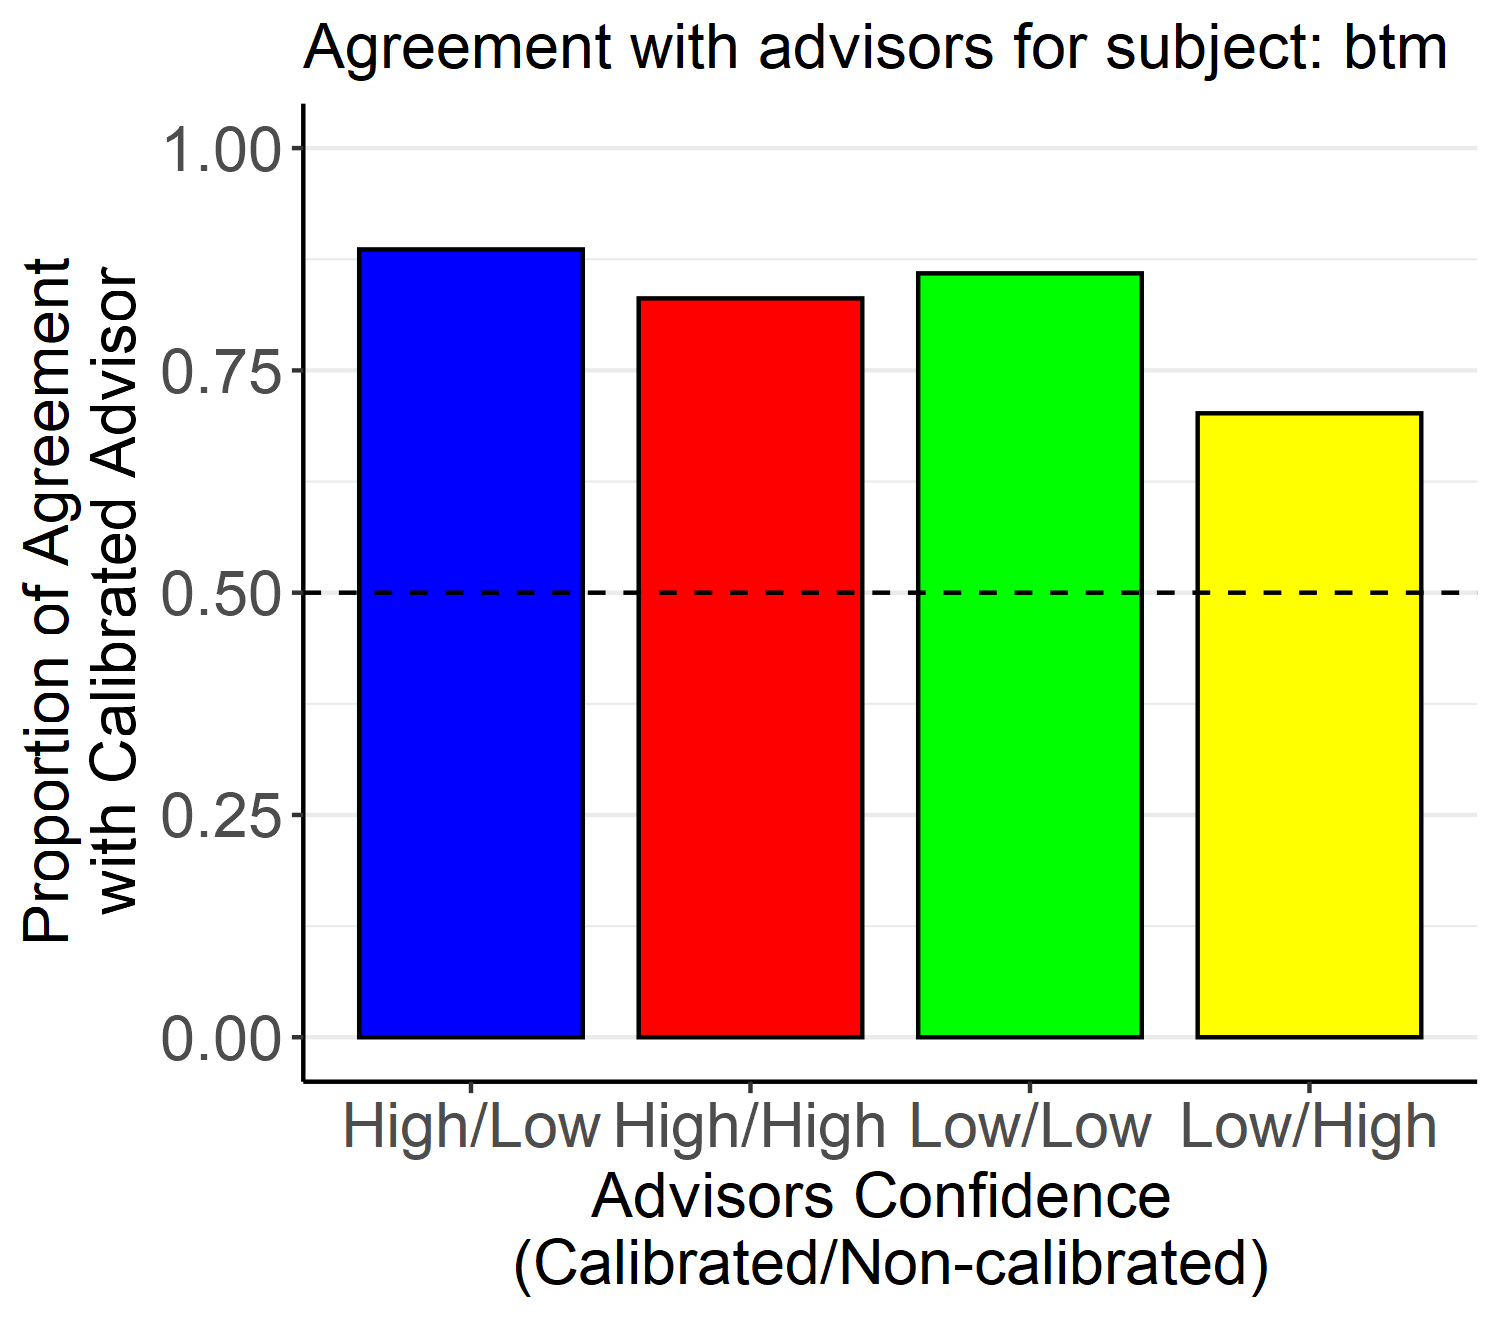 Agreement with advisors for subject: btm
Proportion of Agreement
with Calibrated Advisor
1.00
0.75
0.50
0.25
0.00
High/Low High/High Low/Low Low/High
Advisors Confidence
(Calibrated/Non-calibrated)